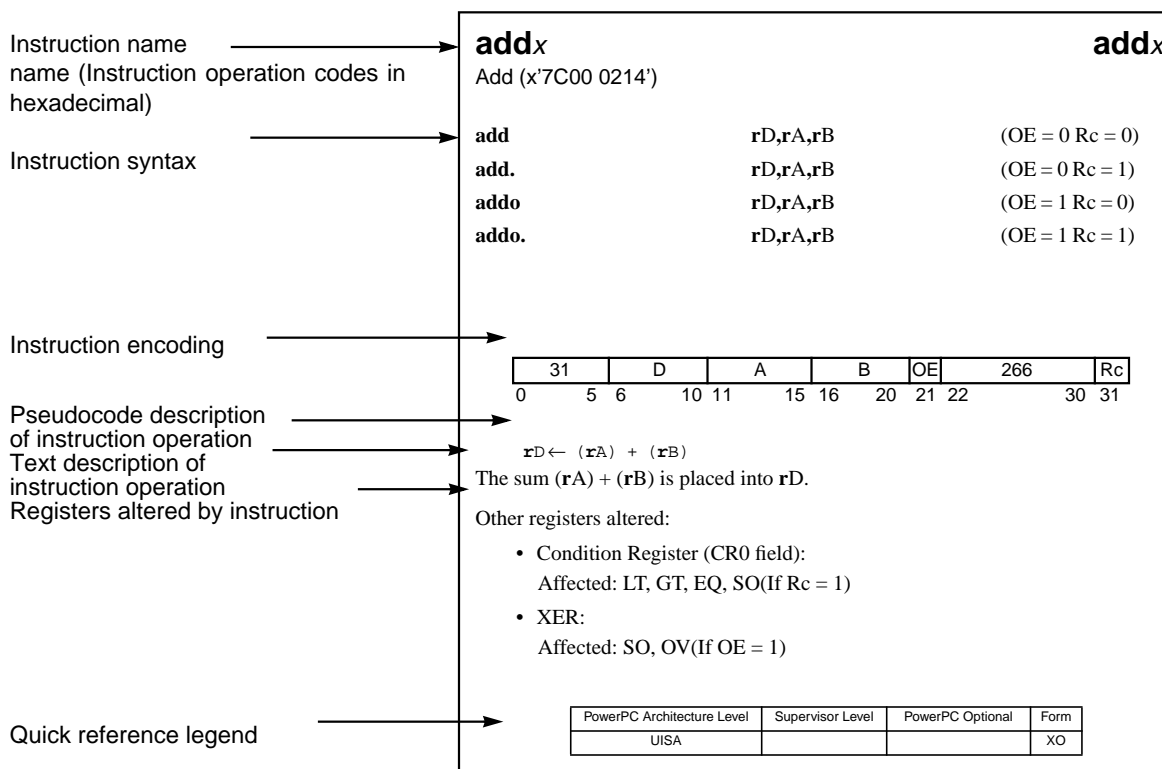 Instruction name
name (Instruction operation codes in
hexadecimal)
Instruction syntax
Instruction encoding
Pseudocode description
of instruction operation
Text description of
instruction operation
Registers altered by instruction
Quick reference legend
addx addx
Add (x'7C00 0214')
add rD,rA,rB (OE = 0 Rc = 0)
add. rD,rA,rB (OE = 0 Rc = 1)
addo rD,rA,rB (OE = 1 Rc = 0)
addo. rD,rA,rB (OE = 1 Rc = 1)
31 D A B OE 266 Rc
0 5 6 10 11 15 16 20 21 22 30 31
rD← (rA) + (rB)
The sum (rA) + (rB) is placed into rD.
Other registers altered:
• Condition Register (CR0 field):
Affected: LT, GT, EQ, SO(If Rc = 1)
• XER:
Affected: SO, OV(If OE = 1)
PowerPC Architecture Level Supervisor Level PowerPC Optional Form
UISA XO